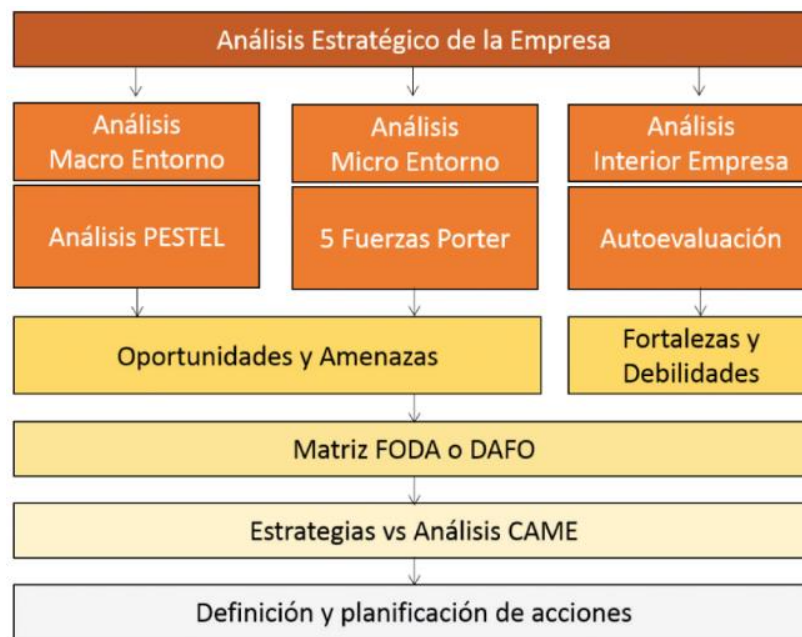 Análisis Estratégico de la Empresa
Análisis
Macro Entorno
Análisis
Micro Entorno
Análisis
Interior Empresa
Análisis PESTEL
5 Fuerzas Porter
Autoevaluación
Oportunidades y Amenazas
Fortalezas y
Debilidades
Matriz FODA o DAFO
Estrategias vs Análisis CAME
Definición y planificación de acciones